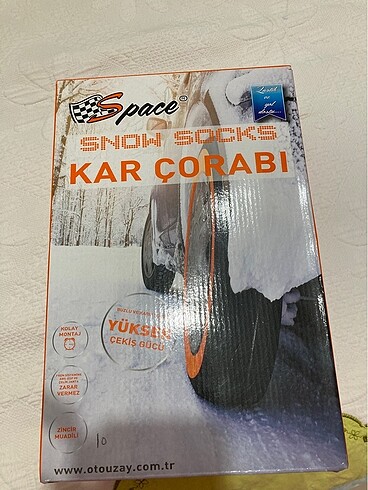 Space
SNOW SOCKS
KAR ÇORABI
YÜKSEK
ÇEKİŞ GÜCÜ
KOLAY
MONTAJ
ZARAR
VERMEZ
ZİNCİR
MUADİLİ
10
www.otouzay.com.tr